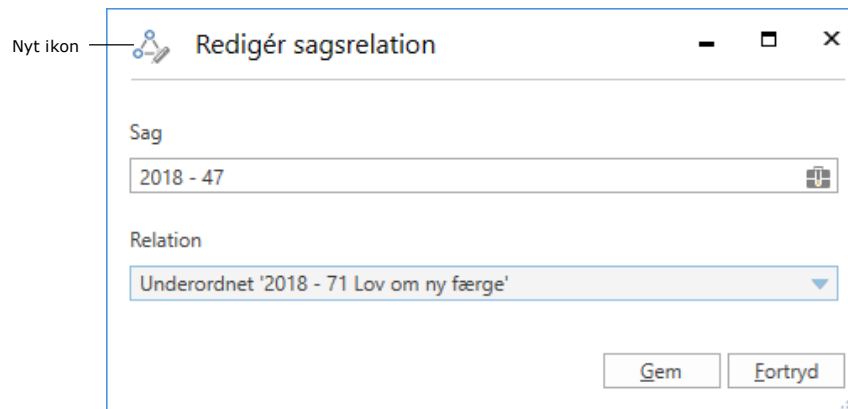 Nyt ikon
Redigér sagsrelation
Sag
2018 - 47
Relation
Underordnet '2018 - 71 Lov om ny færge'
Gem Fortryd